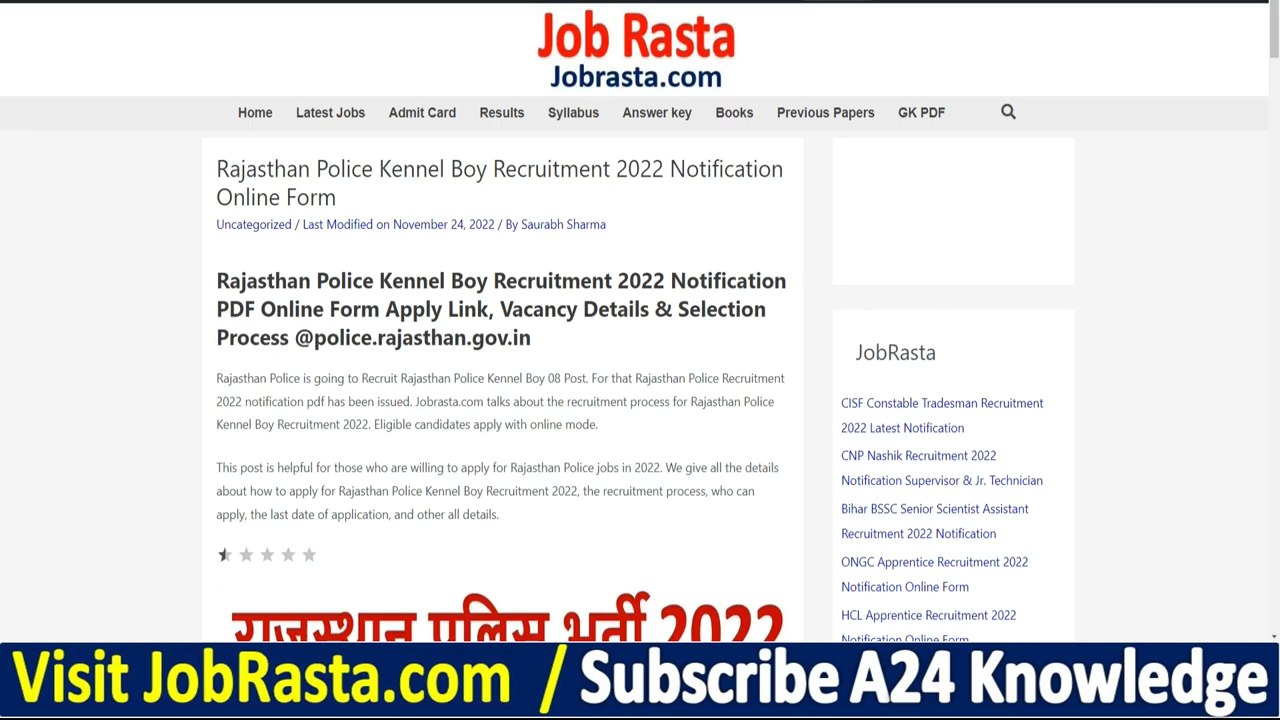 Job Rasta
Jobrasta.com
Home Latest Jobs Admit Card Results Syllabus Answer key Books Previous Papers GK PDF
Rajasthan Police Kennel Boy Recruitment 2022 Notification
Online Form
Uncategorized / Last Modified on November 24, 2022 / By Saurabh Sharma
Rajasthan Police Kennel Boy Recruitment 2022 Notification
PDF Online Form Apply Link, Vacancy Details & Selection
Process @police.rajasthan.gov.in
Rajasthan Police is going to Recruit Rajasthan Police Kennel Boy 08 Post. For that Rajasthan Police Recruitment
2022 notification pdf has been issued. Jobrasta.com talks about the recruitment process for Rajasthan Police
Kennel Boy Recruitment 2022. Eligible candidates apply with online mode.
This post is helpful for those who are willing to apply for Rajasthan Police jobs in 2022. We give all the details
about how to apply for Rajasthan Police Kennel Boy Recruitment 2022, the recruitment process, who can
apply, the last date of application, and other all details.
राजस्थान पुलिस भर्ती 2022
JobRasta
CISF Constable Tradesman Recruitment
2022 Latest Notification
CNP Nashik Recruitment 2022
Notification Supervisor & Jr. Technician
Bihar BSSC Senior Scientist Assistant
Recruitment 2022 Notification
ONGC Apprentice Recruitment 2022
Notification Online Form
HCL Apprentice Recruitment 2022
Notification Online Form
Visit JobRasta.com / Subscribe A24 Knowledge